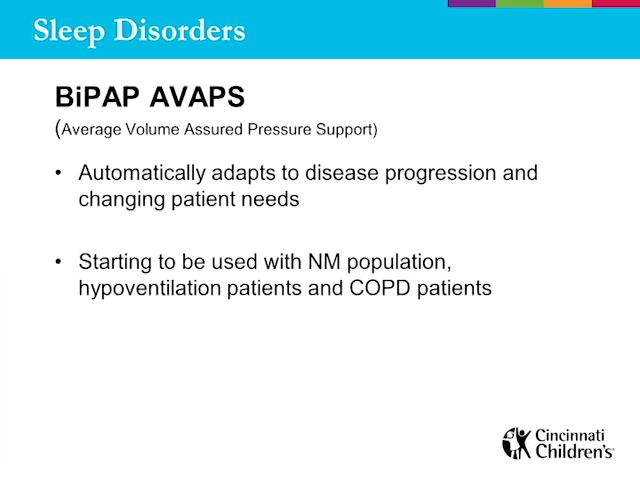 Sleep Disorders
BiPAP AVAPS
(Average Volume Assured Pressure Support)
• Automatically adapts to disease progression and
changing patient needs
• Starting to be used with NM population,
hypoventilation patients and COPD patients
Cincinnati
Children's